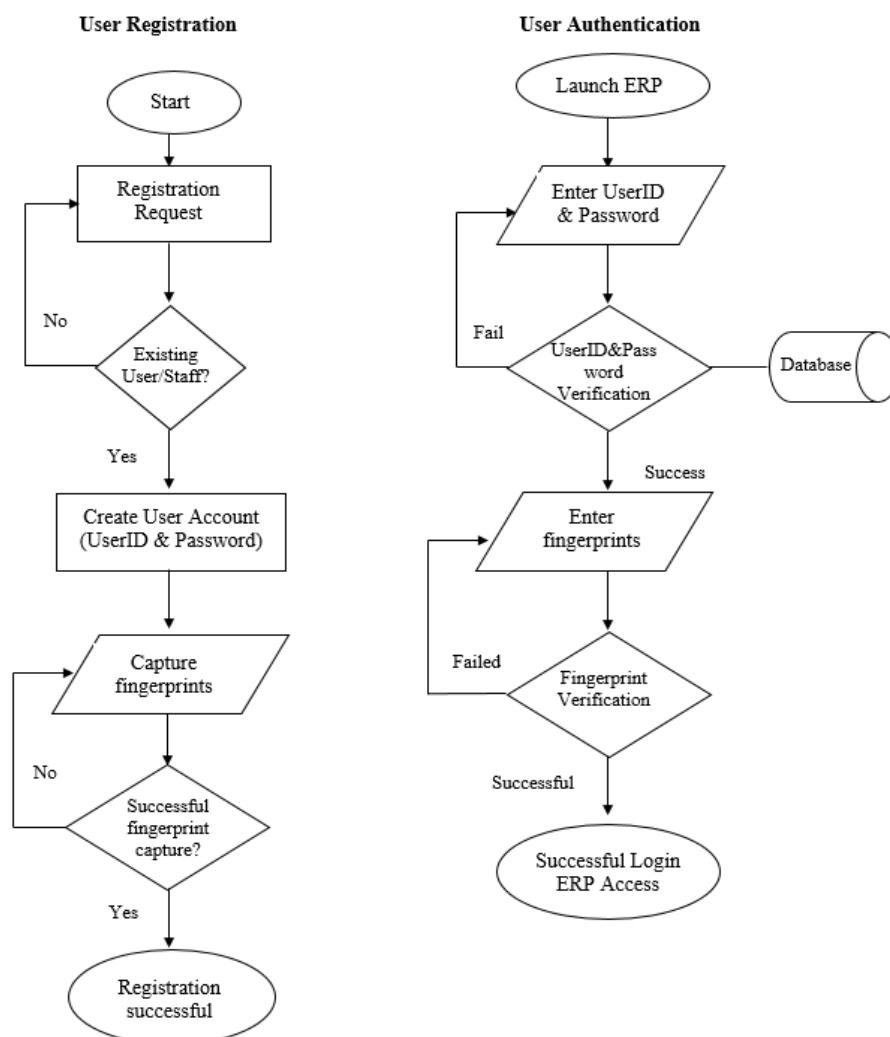 User Registration
Start
Registration
Request
No
Existing
User/Staff?
Yes
Create User Account
(UserID & Password)
Capture
fingerprints
No
Successful
fingerprint
capture?
Yes
Registration
successful
User Authentication
Launch ERP
Enter UserID
& Password
Fail
UserID&Pass
word
Verification
Database
Success
Enter
fingerprints
Failed
Fingerprint
Verification
Successful
Successful Login
ERP Access